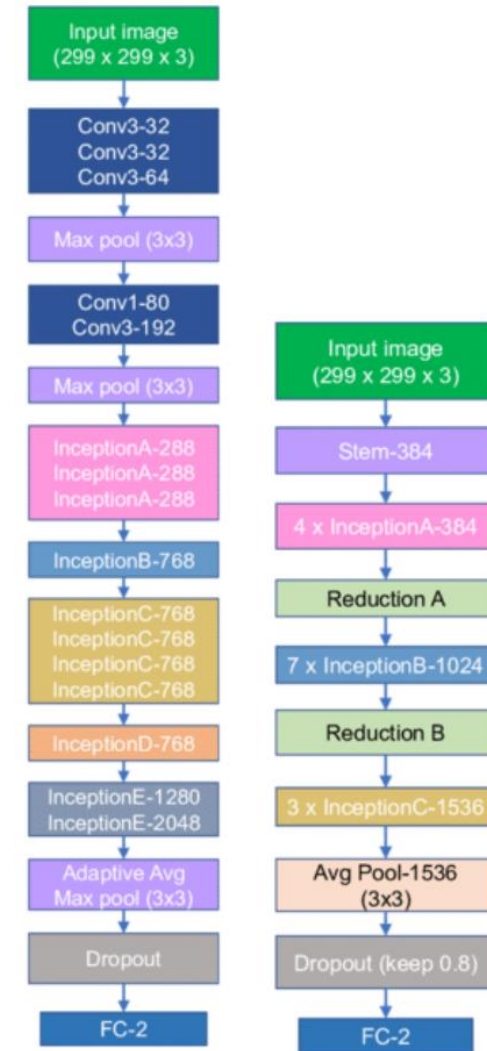 Input image
(299 x 299 x 3)
Conv3-32
Conv3-32
Conv3-64
Max pool (3x3)
Conv1-80
Conv3-192
Max pool (3x3)
InceptionA-288
InceptionA-288
InceptionA-288
InceptionB-768
InceptionC-768
InceptionC-768
InceptionC-768
InceptionC-768
InceptionD-768
InceptionE-1280
InceptionE-2048
Adaptive Avg
Max pool (3x3)
Dropout
FC-2
Input image
(299 x 299 x 3)
Stem-384
4 x InceptionA-384
Reduction A
7 x InceptionB-1024
Reduction B
3 x InceptionC-1536
Avg Pool-1536
(3x3)
Dropout (keep 0.8)
FC-2